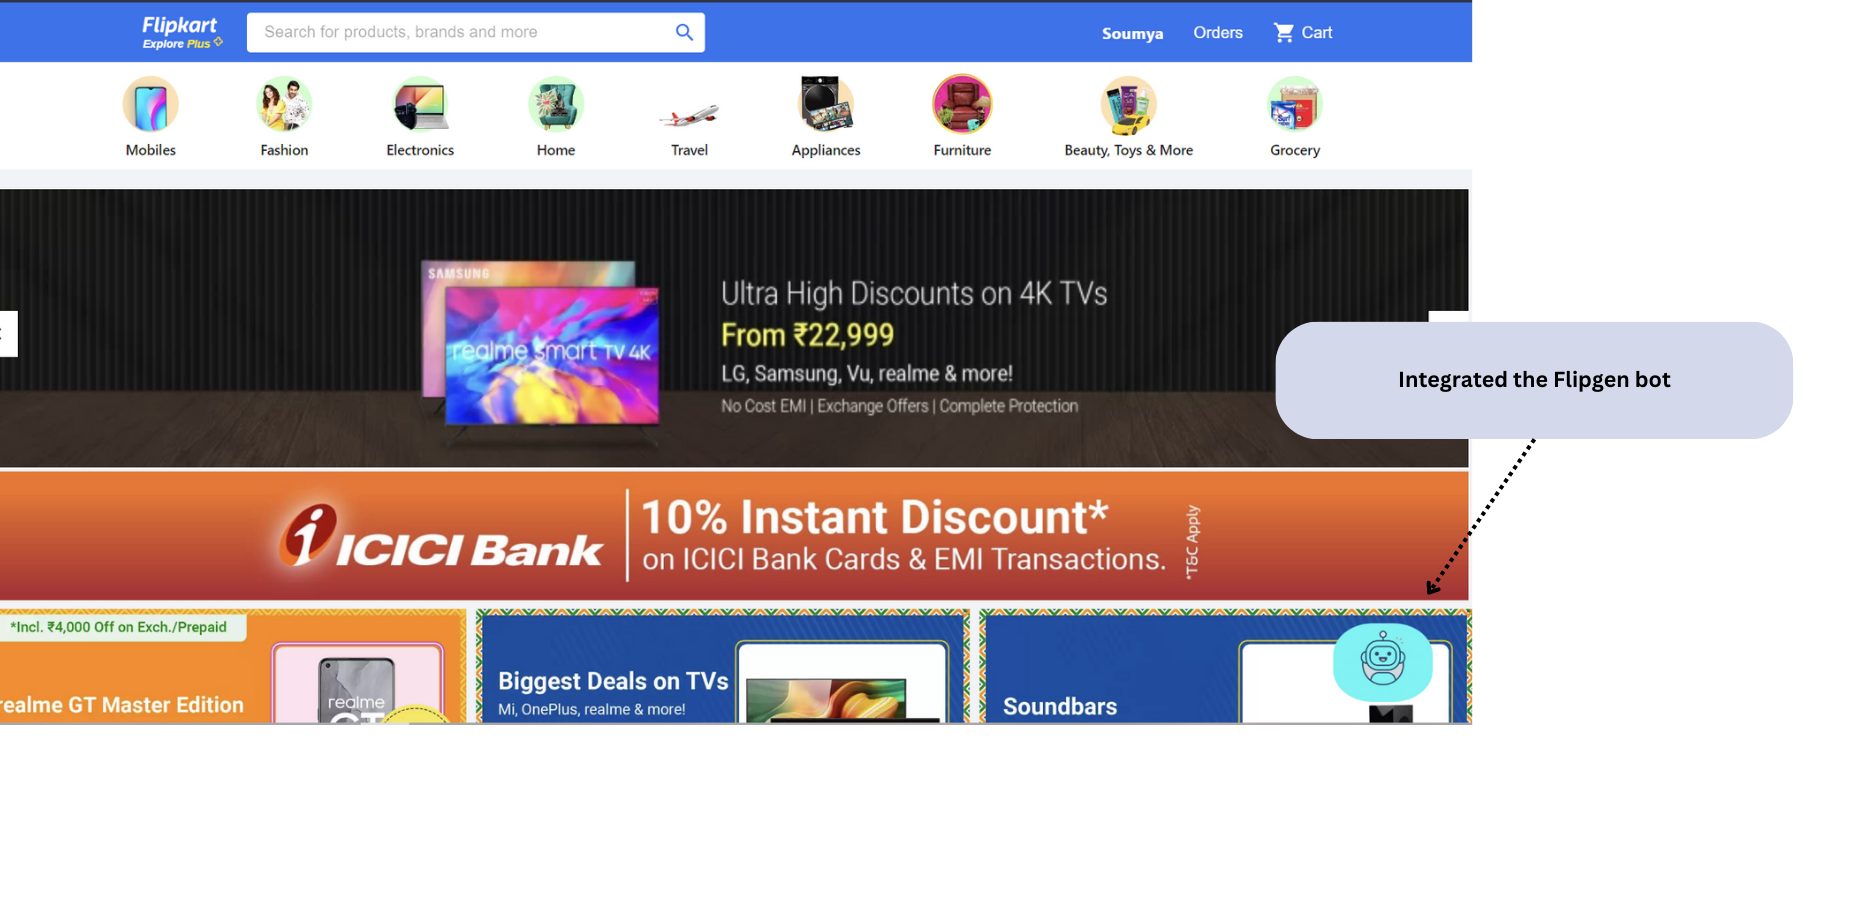 Flipkart
Explore Plus
Search for products, brands and more
Soumya
Orders
Cart
Mobiles
Fashion
Electronics
Home
Travel
Appliances
Furniture
Beauty, Toys & More
Grocery
SAMSUNG
realme smart TV 4K
Ultra High Discounts on 4K TVs
From ₹22,999
LG, Samsung, Vu, realme & more!
No Cost EMI | Exchange Offers | Complete Protection
Integrated the Flipgen bot
ICICI Bank
10% Instant Discount*
on ICICI Bank Cards & EMI Transactions.
*T&C Apply
*Incl. ₹4,000 Off on Exch./Prepaid
realme GT Master Edition
realme
GT
Biggest Deals on TVs
Mi, OnePlus, realme & more!
Soundbars